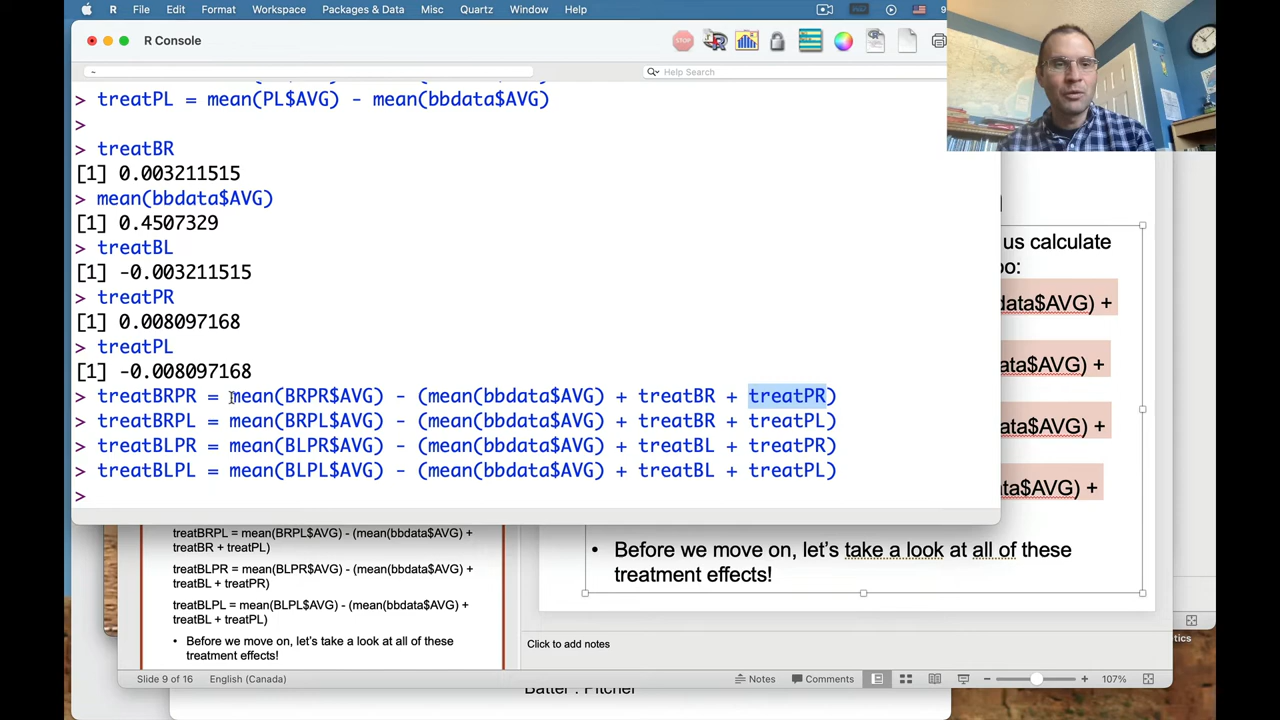 R File Edit Format Workspace Packages & Data Misc Quartz Window Help
R Console
STOP
~
Help Search
> treatPL = mean(PL$AVG) - mean(bbdata$AVG)
>
> treatBR
[1] 0.003211515
> mean(bbdata$AVG)
[1] 0.4507329
> treatBL
[1] -0.003211515
> treatPR
[1] 0.008097168
> treatPL
[1] -0.008097168
> treatBRPR = mean(BRPR$AVG) - (mean(bbdata$AVG) + treatBR + treatPR)
> treatBRPL = mean(BRPL$AVG) - (mean(bbdata$AVG) + treatBR + treatPL)
> treatBLPR = mean(BLPR$AVG) - (mean(bbdata$AVG) + treatBL + treatPR)
> treatBLPL = mean(BLPL$AVG) - (mean(bbdata$AVG) + treatBL + treatPL)
>
us calculate
data$AVG) +
ta$AVG) +
• Before we move on, let's take a look at all of these
treatment effects!
treatBRPL = mean(BRPL$AVG) - (mean(bbdata$AVG) +
treatBR + treatPL)
treatBLPR = mean(BLPR$AVG) - (mean(bbdata$AVG) +
treatBL + treatPR)
treatBLPL = mean(BLPL$AVG) - (mean(bbdata$AVG) +
treatBL + treatPL)
• Before we move on, let's take a look at all of these
treatment effects!
Click to add notes
Slide 9 of 16 English (Canada) Notes Comments 107%
Batter : Pitcher
tics